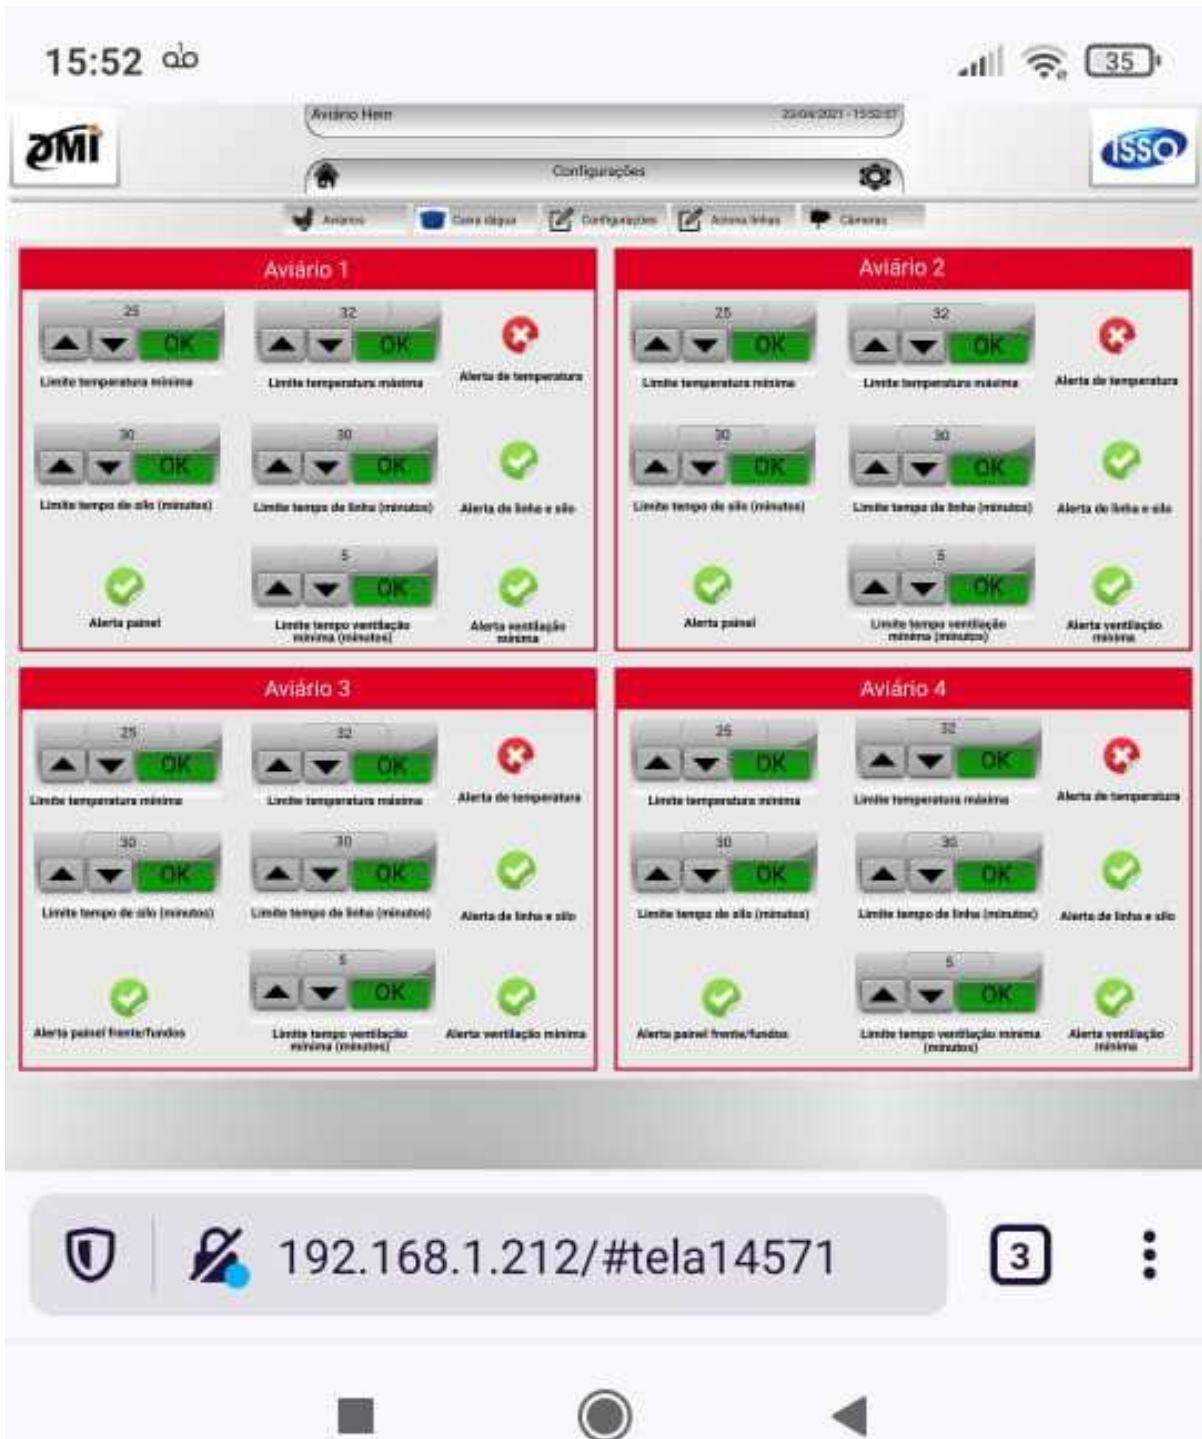 15:52
35
aMi
Aviário Hem
23/04/2021 - 15:52:57
ISSO
Configurações
Aviários Caixa dágua Configurações Aciona linhas Câmeras
Aviário 1
25
32
OK
OK
Limite temperatura mínima
Limite temperatura máxima
Alerta de temperatura
30
30
OK
OK
Limite tempo de silo (minutos)
Limite tempo de linha (minutos)
Alerta de linha e silo
5
OK
Alerta painel
Limite tempo ventilação
mínima (minutos)
Alerta ventilação
mínima
Aviário 2
25
32
OK
OK
Limite temperatura mínima
Limite temperatura máxima
Alerta de temperatura
30
30
OK
OK
Limite tempo de silo (minutos)
Limite tempo de linha (minutos)
Alerta de linha e silo
5
OK
Alerta painel
Limite tempo ventilação
mínima (minutos)
Alerta ventilação
mínima
Aviário 3
25
32
OK
OK
Limite temperatura mínima
Limite temperatura máxima
Alerta de temperatura
30
30
OK
OK
Limite tempo de silo (minutos)
Limite tempo de linha (minutos)
Alerta de linha e silo
5
OK
Alerta painel frente/fundos
Limite tempo ventilação
mínima (minutos)
Alerta ventilação mínima
Aviário 4
25
32
OK
OK
Limite temperatura mínima
Limite temperatura máxima
Alerta de temperatura
30
30
OK
OK
Limite tempo de silo (minutos)
Limite tempo de linha (minutos)
Alerta de linha e silo
5
OK
Alerta painel frente/fundos
Limite tempo ventilação mínima
(minutos)
Alerta ventilação
mínima
192.168.1.212/#tela14571
3